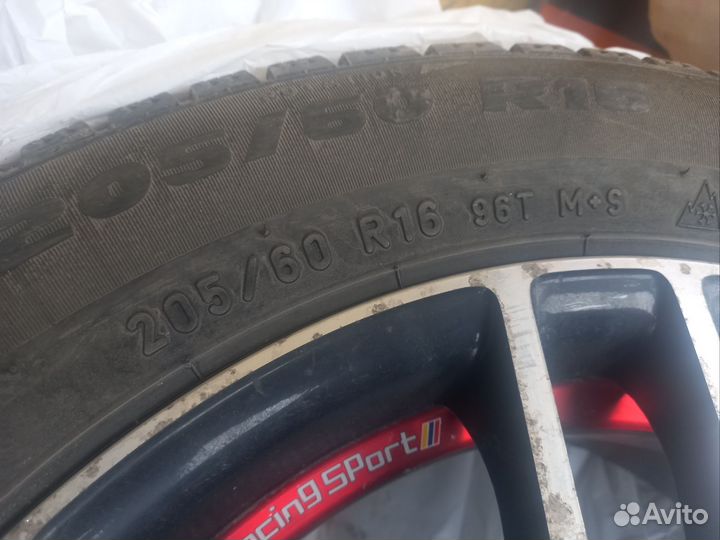 205/60 R16
205/60 R16 96T M+S
Racing SPort
Avito